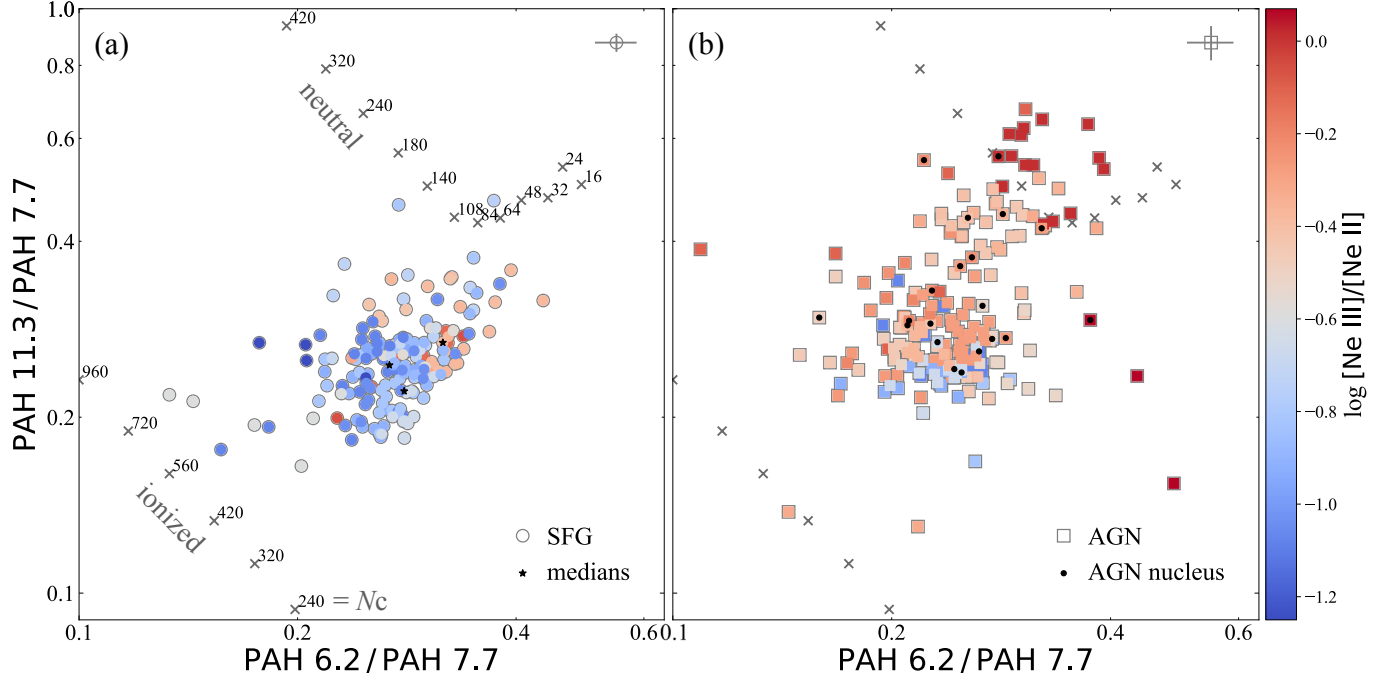 (a)
420
320
240
180
140
108
84
64
48
32
24
16
neutral
960
720
560
420
320
240 = Nc
ionized
SFG
medians
1.0
0.8
0.6
0.4
0.2
0.1
PAH 11.3 / PAH 7.7
0.1
0.2
0.4
0.6
PAH 6.2 / PAH 7.7
(b)
AGN
AGN nucleus
0.1
0.2
0.4
0.6
PAH 6.2 / PAH 7.7
0.0
−0.2
−0.4
−0.6
−0.8
−1.0
−1.2
log [Ne III]/[Ne II]